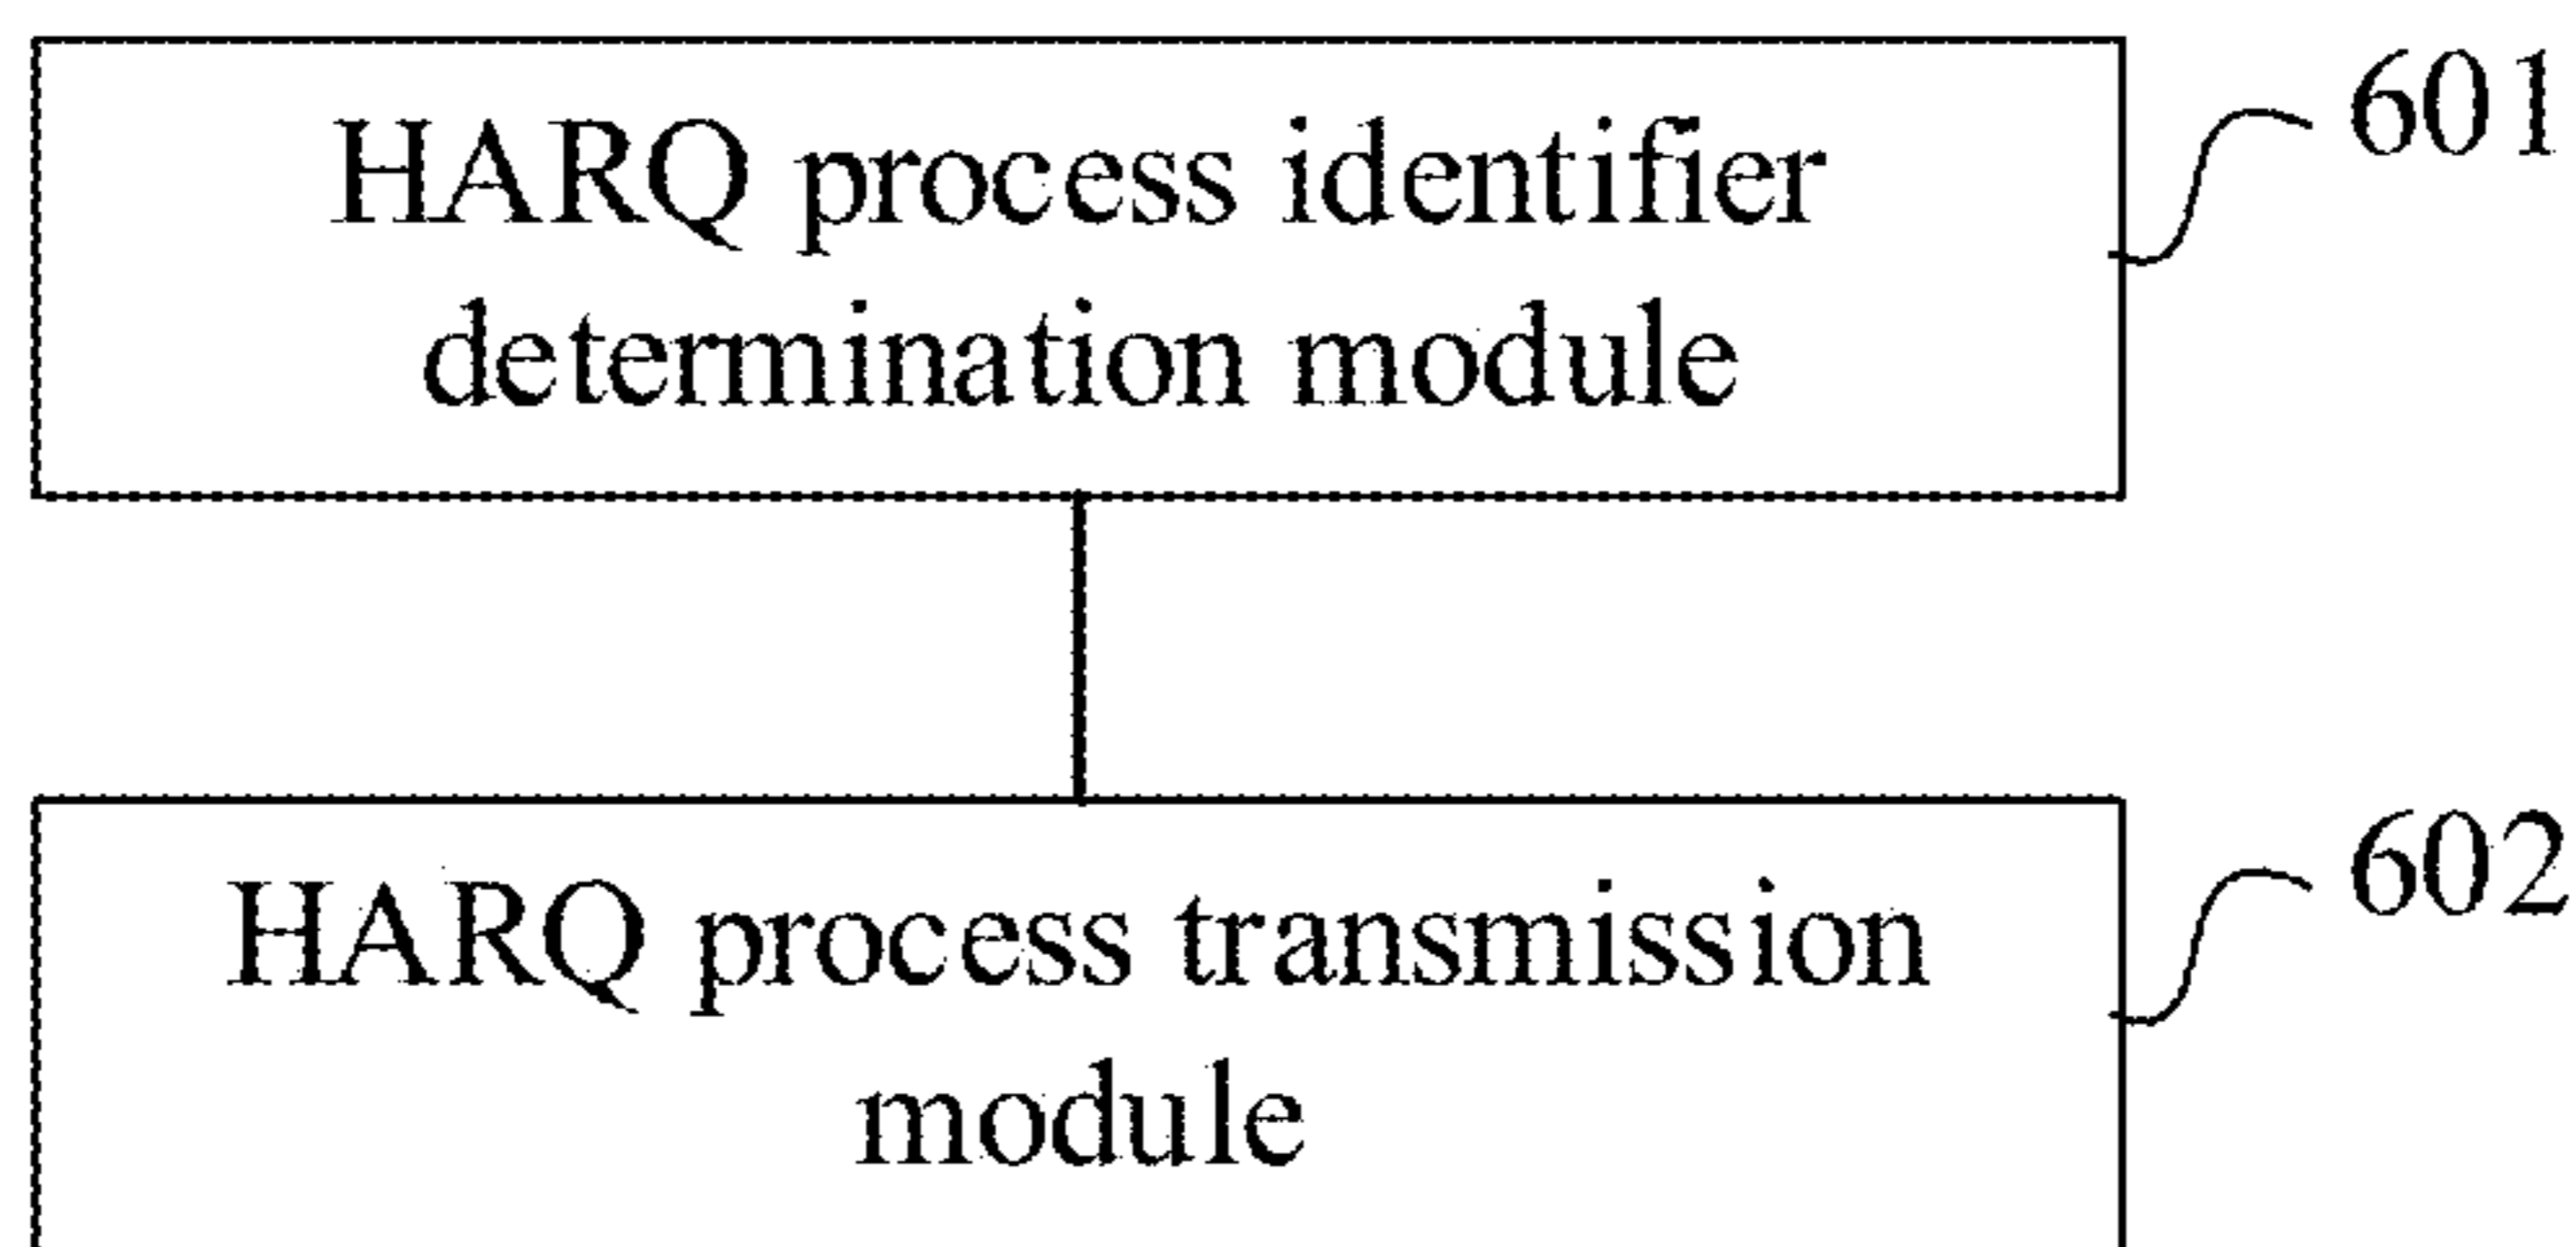 HARQ process identifier
determination module
601
HARQ process transmission
module
602